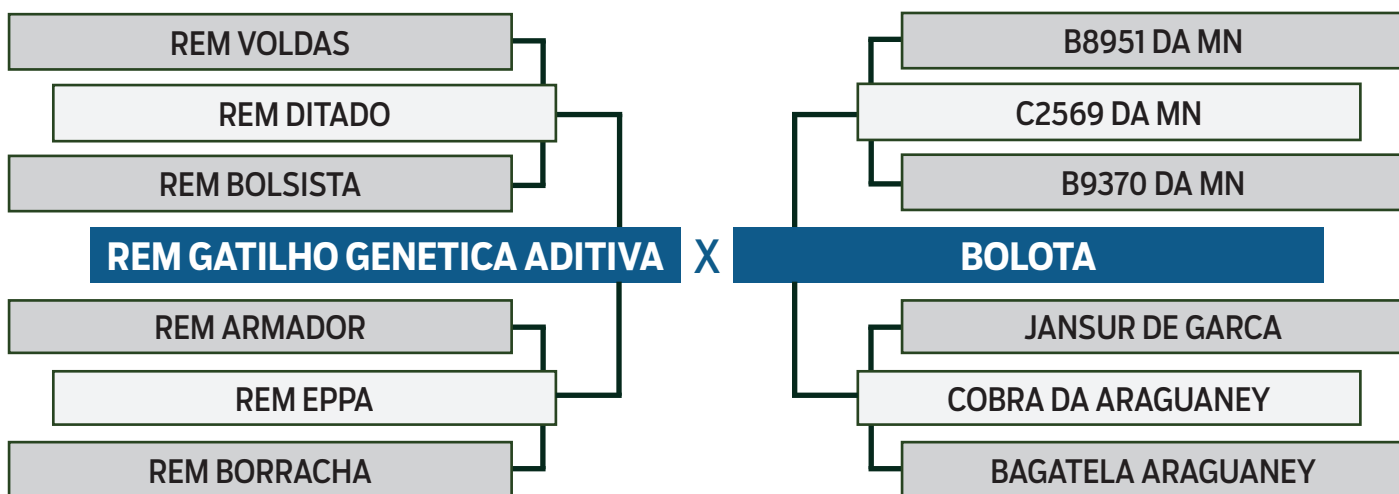 REM VOLDAS
B8951 DA MN
REM DITADO
C2569 DA MN
REM BOLSISTA
B9370 DA MN
REM GATILHO GENETICA ADITIVA X BOLOTA
REM ARMADOR
JANSUR DE GARCA
REM EPPA
COBRA DA ARAGUANEY
REM BORRACHA
BAGATELA ARAGUANEY